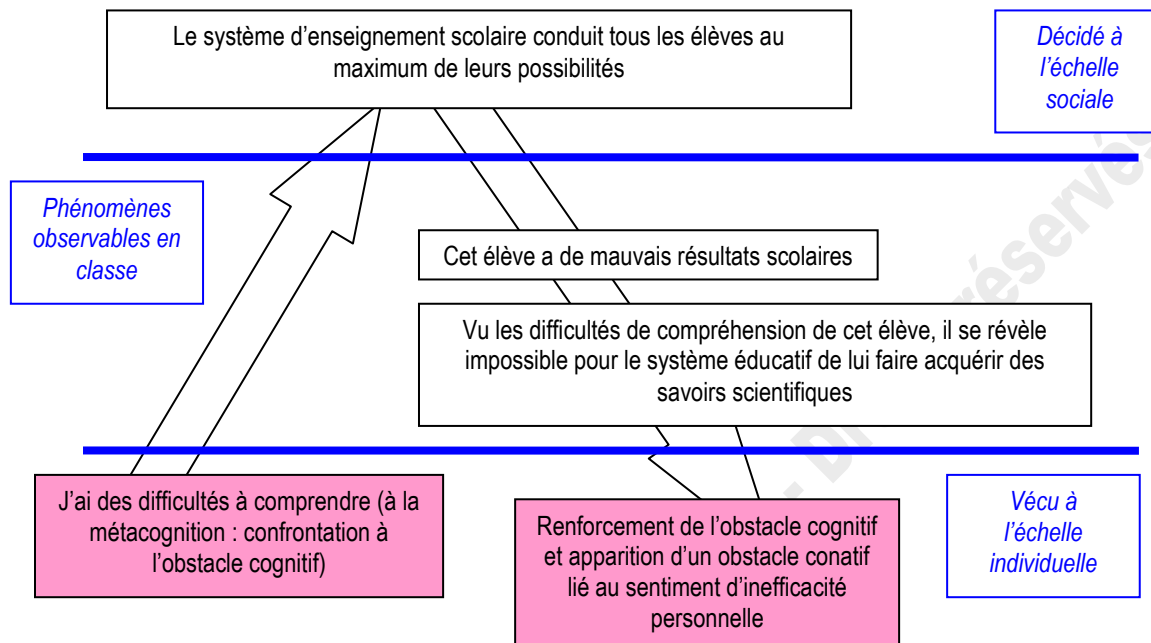 Le système d’enseignement scolaire conduit tous les élèves au
maximum de leurs possibilités
Décidé à
l’échelle
sociale
Phénomènes
observables en
classe
Cet élève a de mauvais résultats scolaires
Vu les difficultés de compréhension de cet élève, il se révèle
impossible pour le système éducatif de lui faire acquérir des
savoirs scientifiques
J’ai des difficultés à comprendre (à la
métacognition : confrontation à
l’obstacle cognitif)
Renforcement de l’obstacle cognitif
et apparition d’un obstacle conatif
lié au sentiment d’inefficacité
personnelle
Vécu à
l’échelle
individuelle
réservés